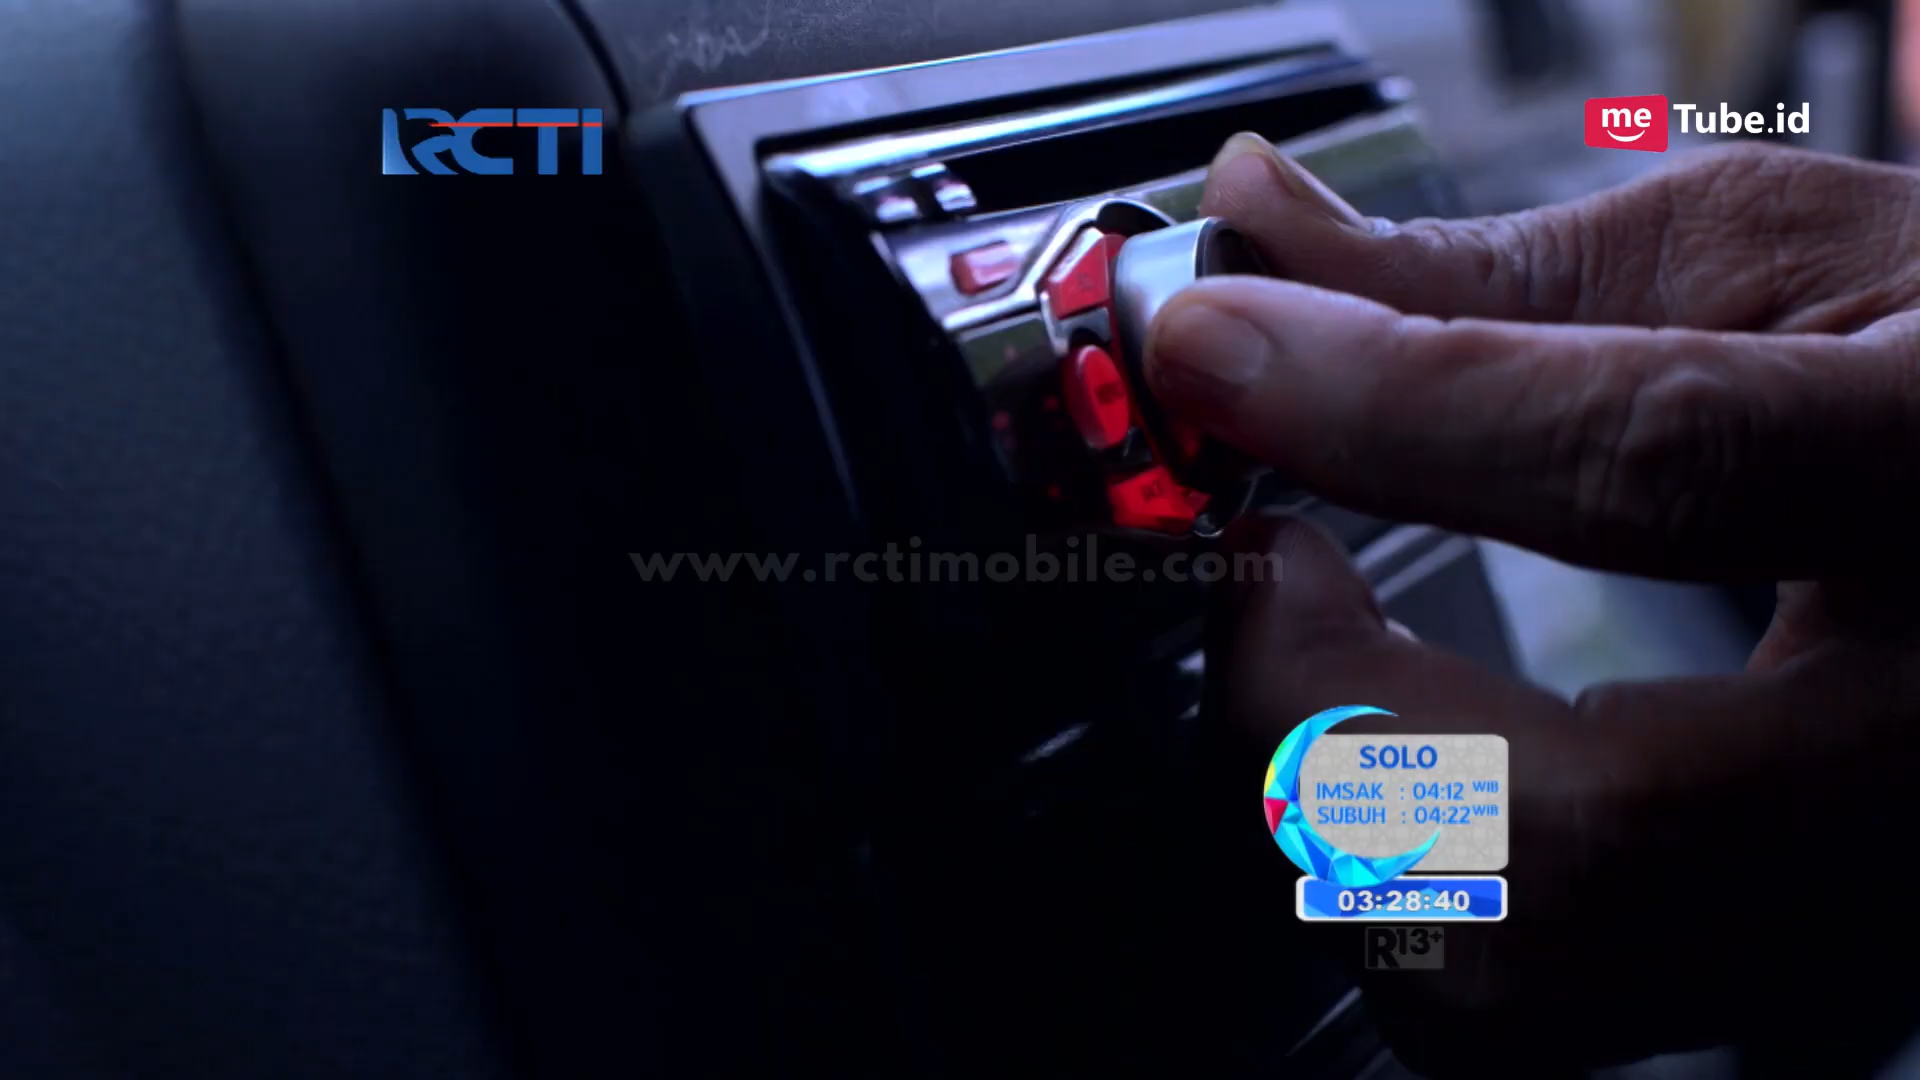 RCTI
me Tube.id
www.rctimobile.com
SOLO
IMSAK : 04:12 WIB
SUBUH : 04:22 WIB
03:28:40
R13+